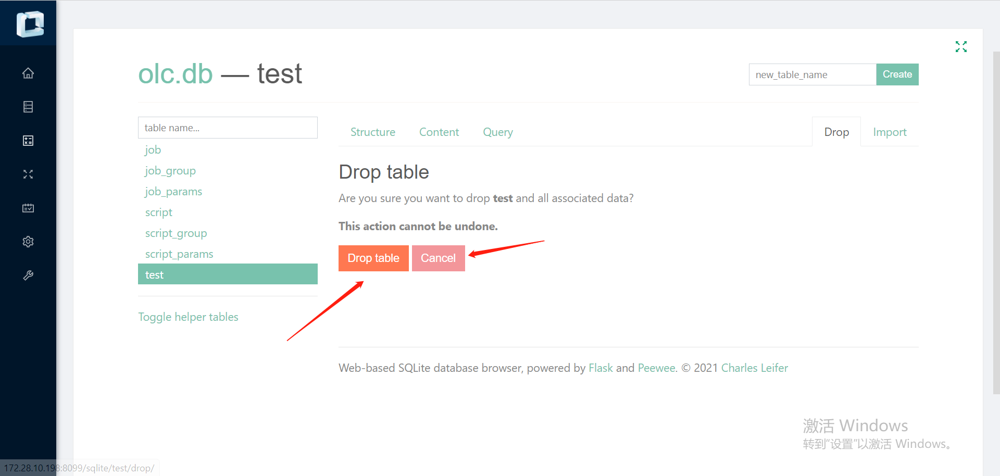 olc.db — test
new_table_name
Create
table name...
job
job_group
job_params
script
script_group
script_params
test
Toggle helper tables
Structure
Content
Query
Drop
Import
Drop table
Are you sure you want to drop test and all associated data?
This action cannot be undone.
Drop table
Cancel
Web-based SQLite database browser, powered by Flask and Peewee. © 2021 Charles Leifer
激活 Windows
转到“设置”以激活 Windows。
172.28.10.198:8099/sqlite/test/drop/